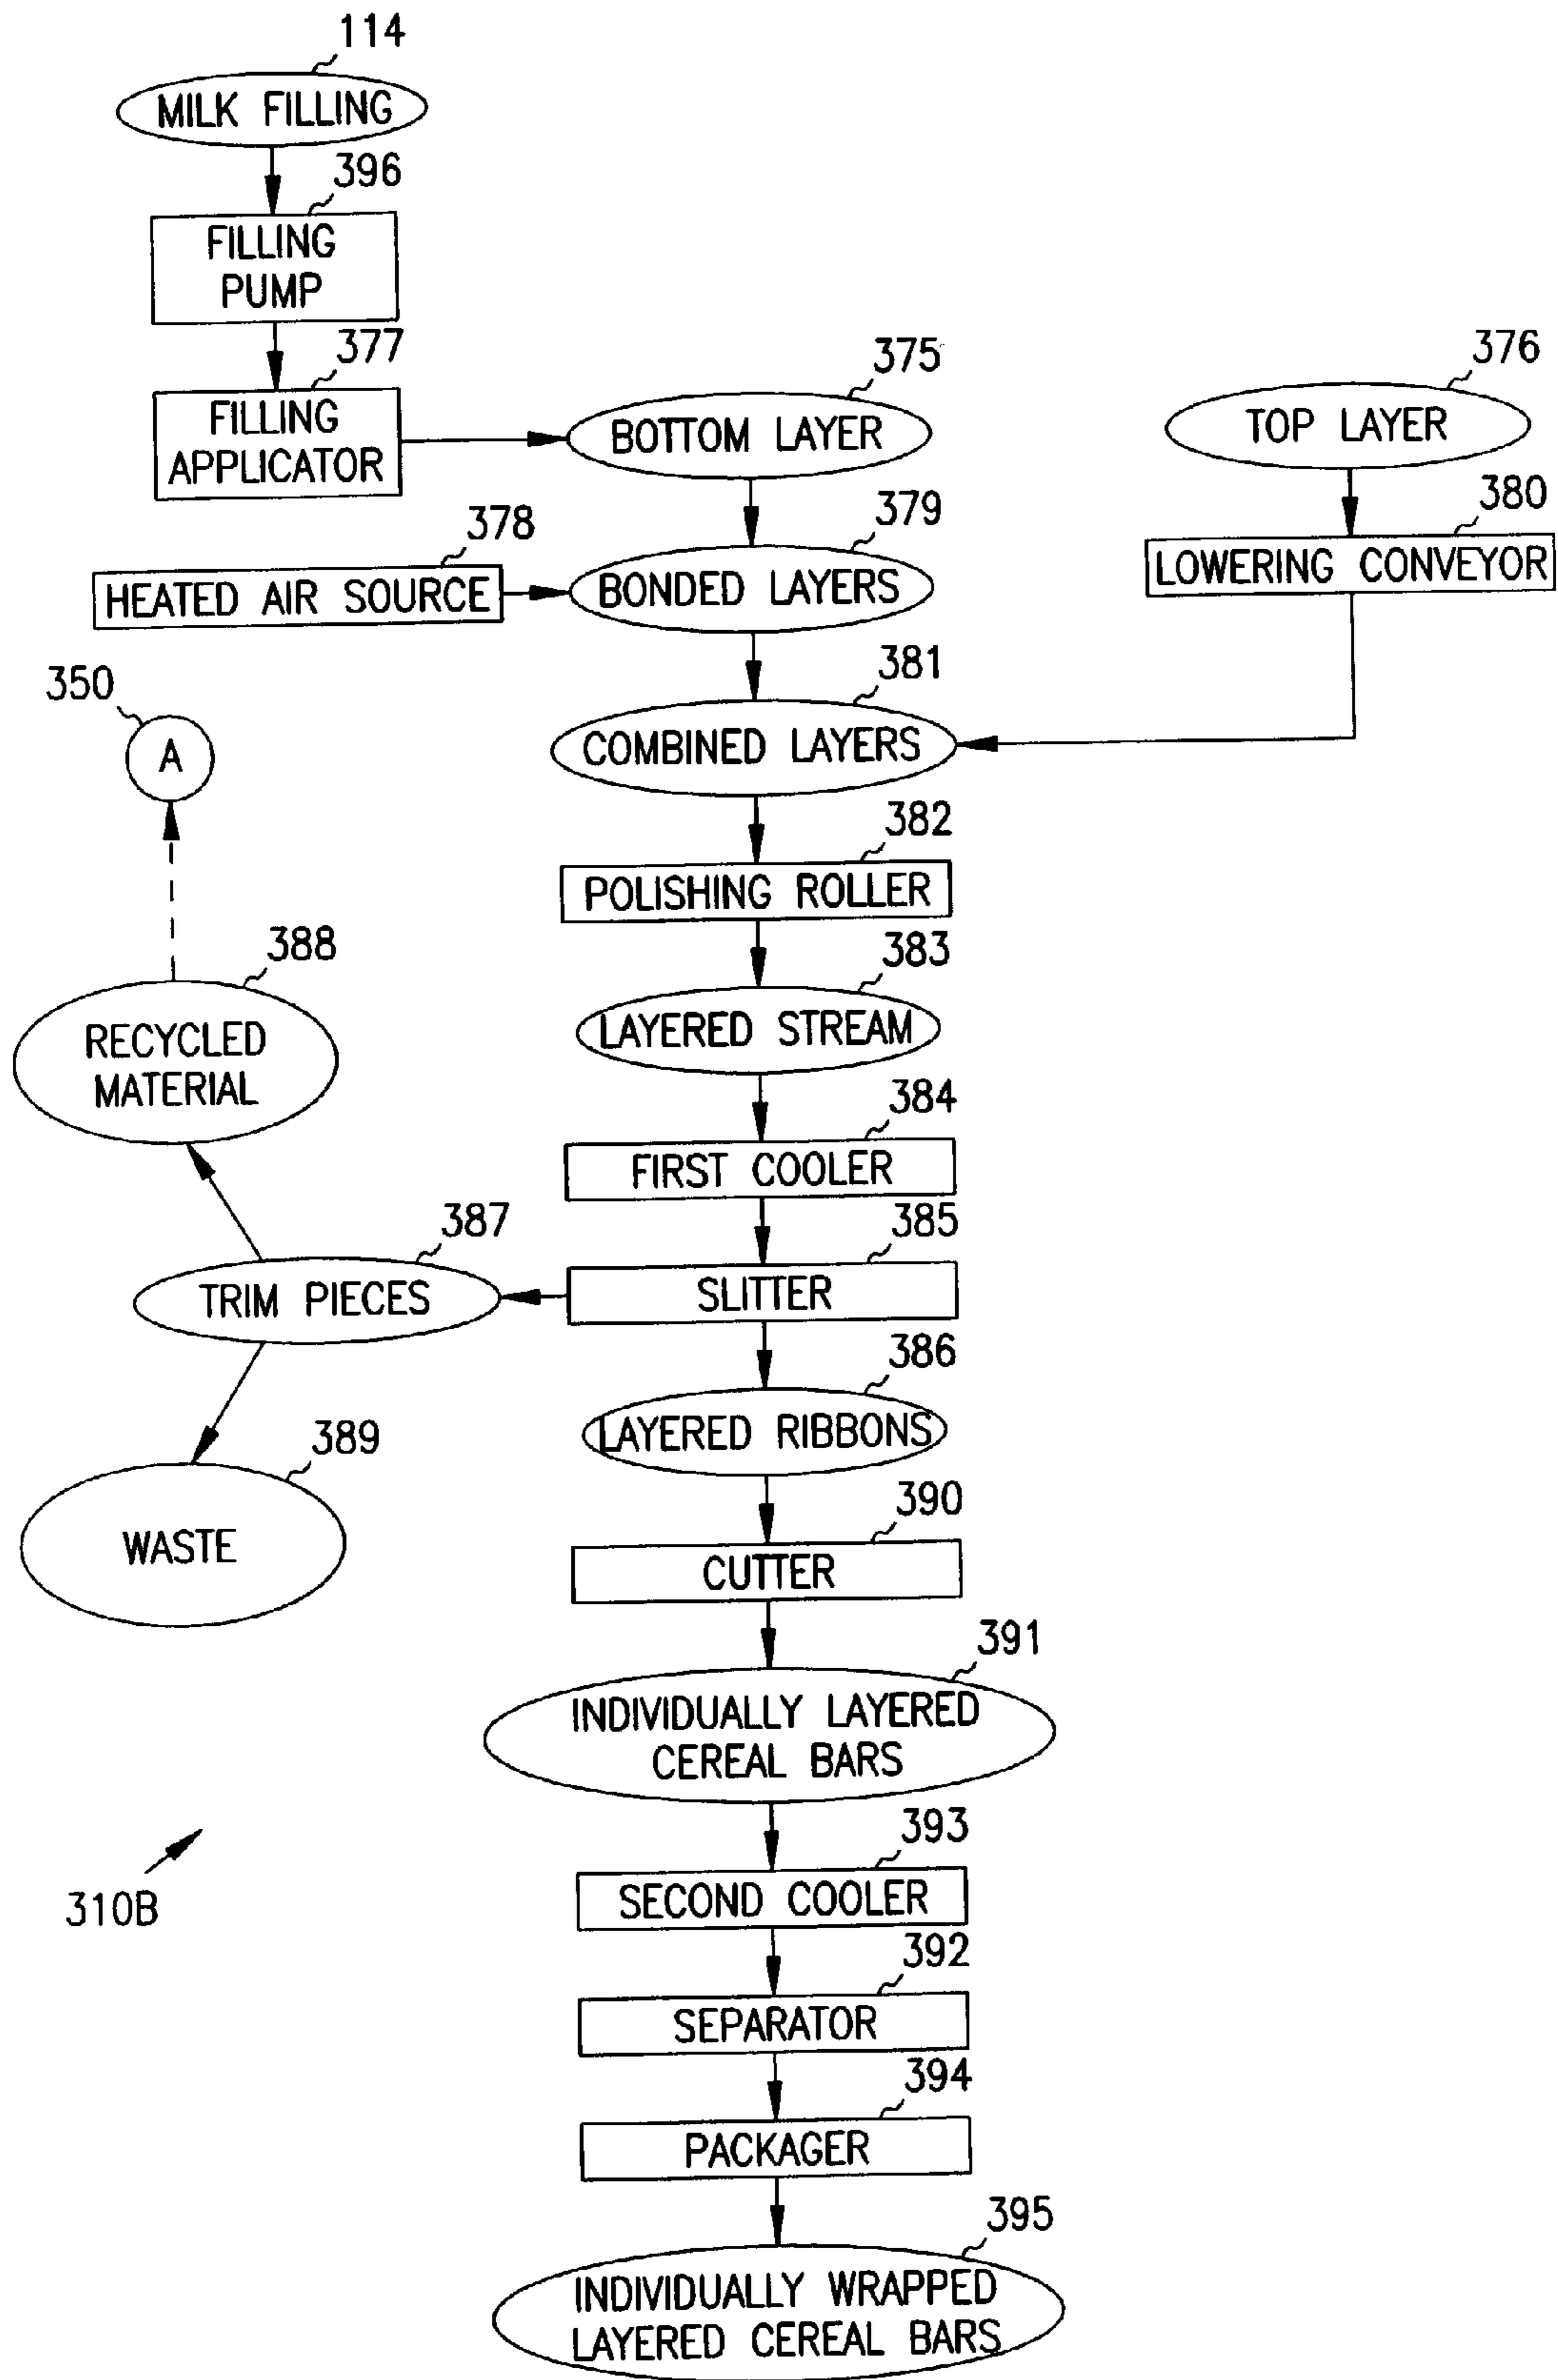 114
MILK FILLING
396
FILLING
PUMP
377
FILLING
APPLICATOR
375
BOTTOM LAYER
376
TOP LAYER
378
HEATED AIR SOURCE
379
BONDED LAYERS
380
LOWERING CONVEYOR
350
A
381
COMBINED LAYERS
382
POLISHING ROLLER
388
RECYCLED
MATERIAL
383
LAYERED STREAM
384
FIRST COOLER
387
TRIM PIECES
385
SLITTER
386
LAYERED RIBBONS
389
WASTE
390
CUTTER
391
INDIVIDUALLY LAYERED
CEREAL BARS
310B
393
SECOND COOLER
392
SEPARATOR
394
PACKAGER
395
INDIVIDUALLY WRAPPED
LAYERED CEREAL BARS